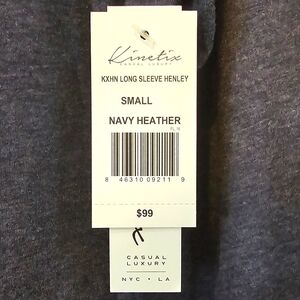 Kinetix
CASUAL LUXURY
KXHN LONG SLEEVE HENLEY
SMALL
NAVY HEATHER
8 46310 09211 9
$99
CASUAL
LUXURY
NYC • LA